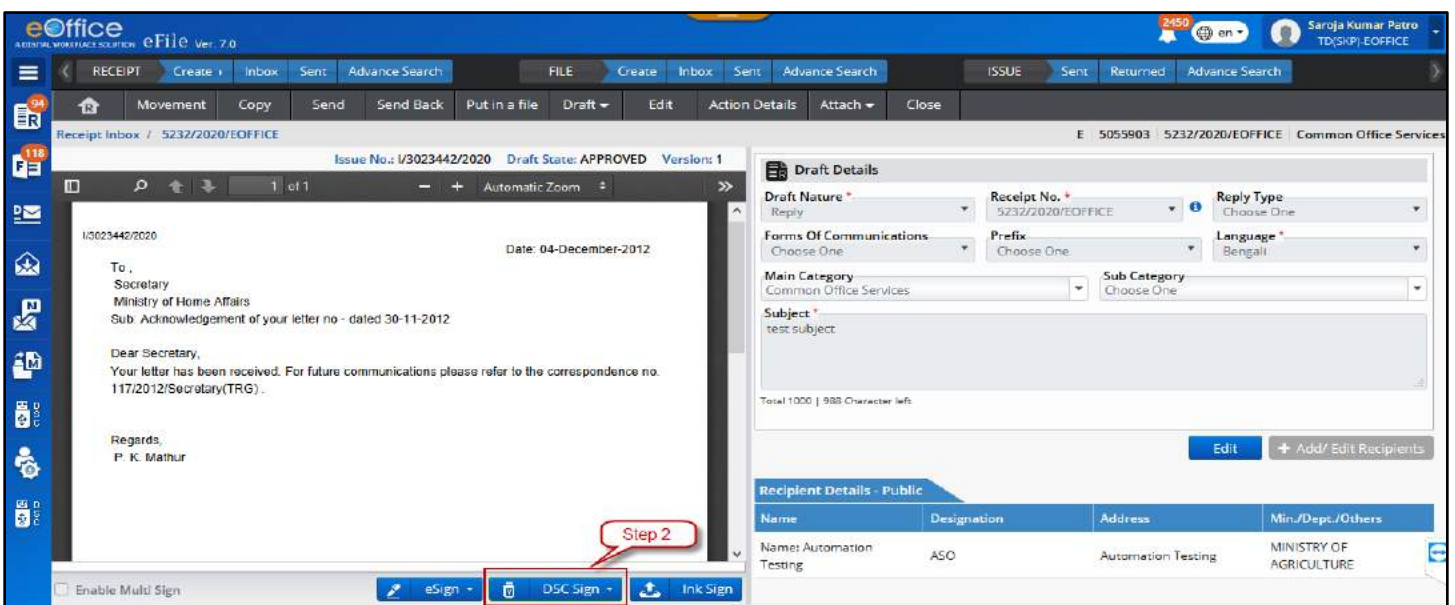 eOffice
A DIGITAL WORKPLACE SOLUTION eFile Ver. 7.0
2450
en
Saroja Kumar Patro
TD(SKP)-EOFFICE
RECEIPT Create Inbox Sent Advance Search FILE Create Inbox Sent Advance Search ISSUE Sent Returned Advance Search
94
R
Movement Copy Send Send Back Put in a file Draft Edit Action Details Attach Close
Receipt Inbox / 5232/2020/EOFFICE
E 5055903 5232/2020/EOFFICE Common Office Services
118
F
Issue No.: I/3023442/2020 Draft State: APPROVED Version: 1
1 of 1 Automatic Zoom
I/3023442/2020
Date: 04-December-2012
To ,
Secretary
Ministry of Home Affairs
Sub: Acknowledgement of your letter no - dated 30-11-2012
Dear Secretary,
Your letter has been received. For future communications please refer to the correspondence no.
117/2012/Secretary(TRG) .
Regards,
P. K. Mathur
D
N
M
DSC
DSC
Step 2
Enable Multi Sign
eSign
DSC Sign
Ink Sign
Draft Details
Draft Nature * Receipt No. * Reply Type
Reply 5232/2020/EOFFICE Choose One
Forms Of Communications Prefix Language *
Choose One Choose One Bengali
Main Category Sub Category
Common Office Services Choose One
Subject *
test subject
Total 1000 | 988 Character left
Edit + Add/ Edit Recipients
Recipient Details - Public
Name Designation Address Min./Dept./Others
Name: Automation Testing ASO Automation Testing MINISTRY OF AGRICULTURE